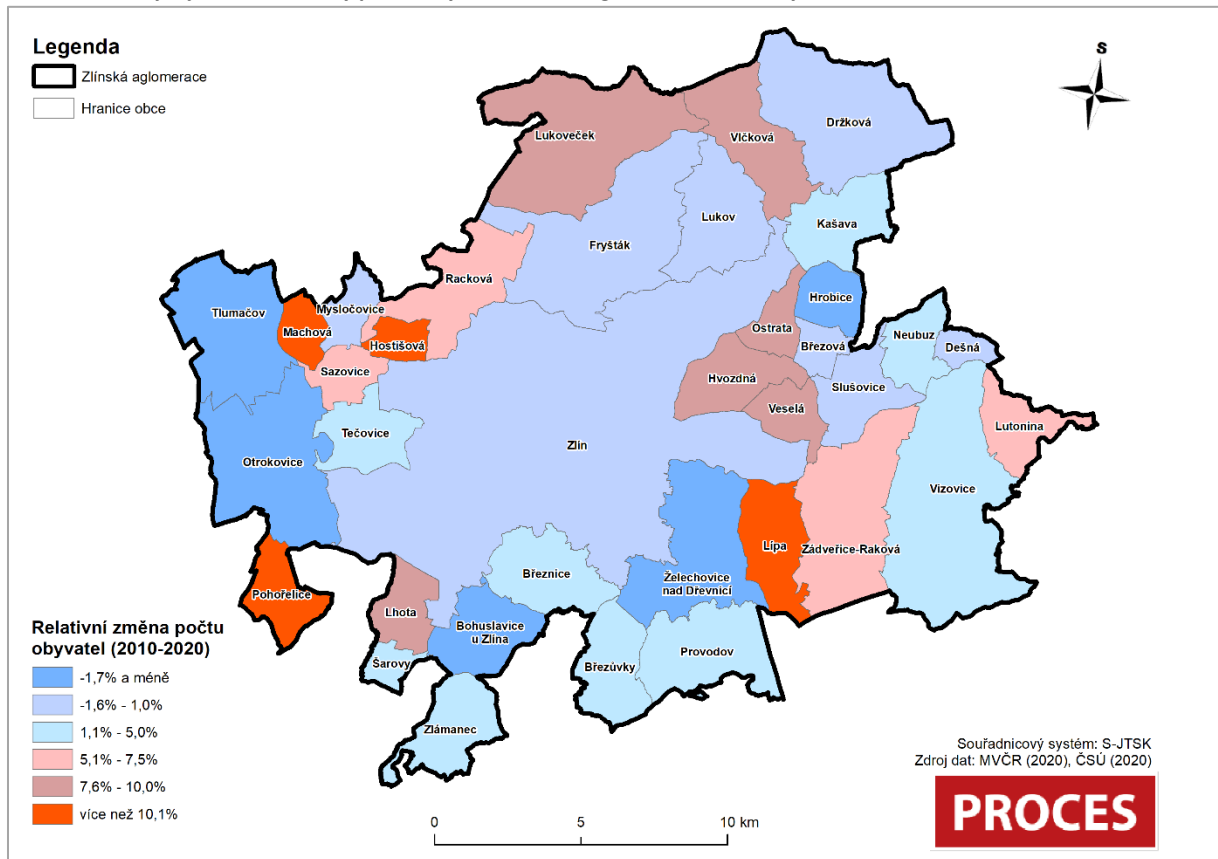 Legenda
Zlínská aglomerace
Hranice obce
S
Držková
Lukoveček
Vlčková
Lukov
Kašava
Fryšták
Racková
Hrobice
Tlumačov
Mysločovice
Machová
Ostrata
Neubuz
Hostišová
Březová
Dešná
Sazovice
Hvozdná
Slušovice
Veselá
Lutonina
Tečovice
Zlín
Otrokovice
Vizovice
Lípa
Zádveřice-Raková
Březnice
Želechovice
nad Dřevnicí
Pohořelice
Lhota
Bohuslavice
u Zlína
Provodov
Šarovy
Březůvky
Zlámanec
Relativní změna počtu
obyvatel (2010-2020)
-1,7% a méně
-1,6% - 1,0%
1,1% - 5,0%
5,1% - 7,5%
7,6% - 10,0%
více než 10,1%
0 5 10 km
Souřadnicový systém: S-JTSK
Zdroj dat: MVČR (2020), ČSÚ (2020)
PROCES